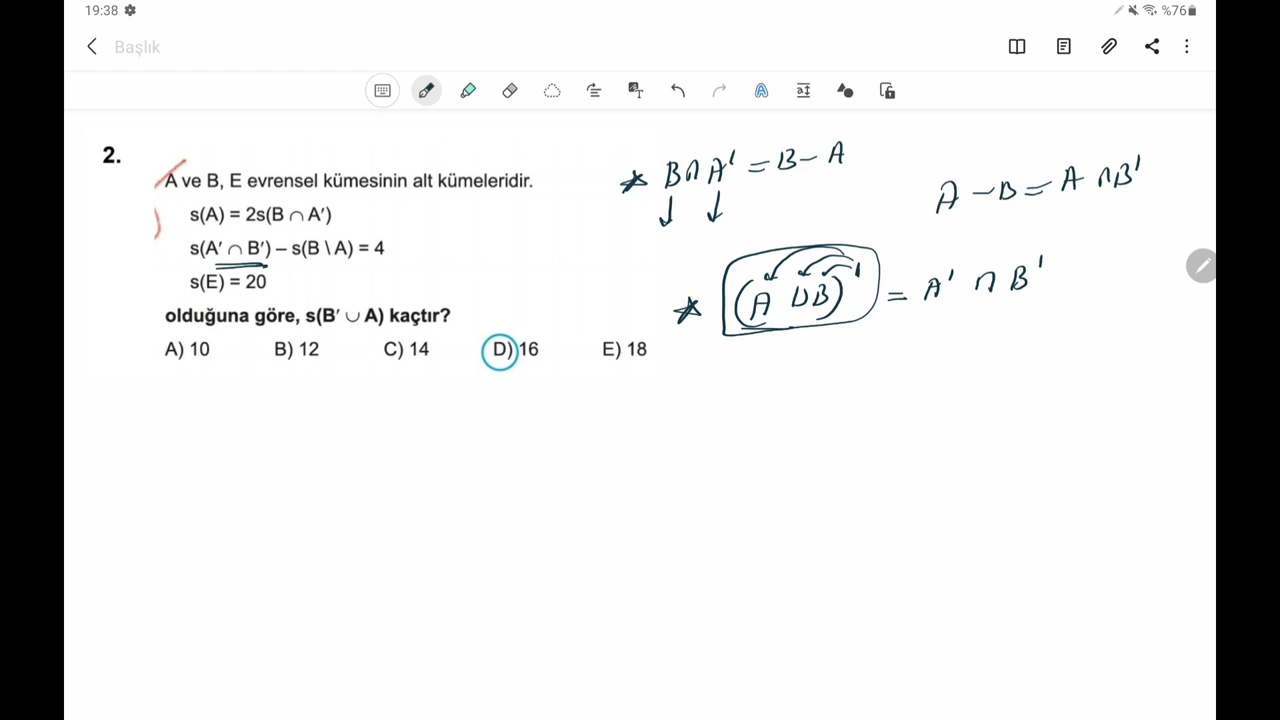 19:38 %76
Başlık
2.
A ve B, E evrensel kümesinin alt kümeleridir.
s(A) = 2s(B ∩ A′)
s(A′ ∩ B′) – s(B \ A) = 4
s(E) = 20
olduğuna göre, s(B′ ∪ A) kaçtır?
A) 10 B) 12 C) 14 D) 16 E) 18
B∩A' = B – A
A – B = A ∩B'
(A ∪B)' = A' ∩ B'